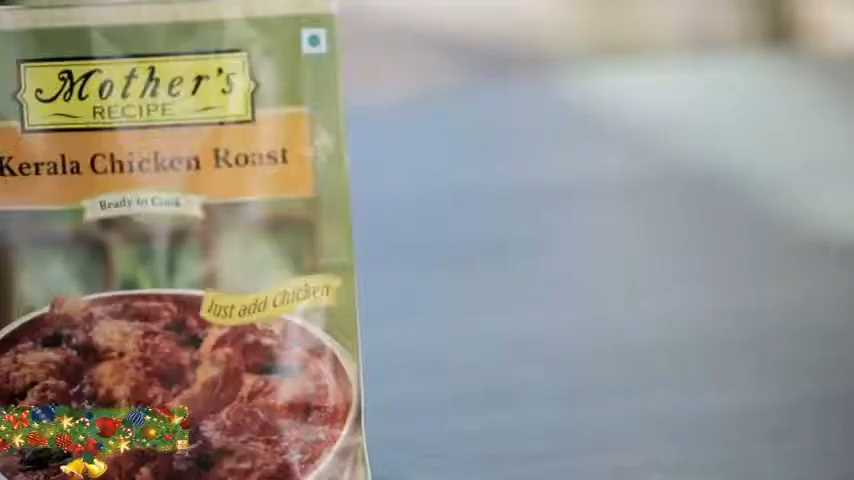 Mother's
RECIPE
Kerala Chicken Roast
Ready to Cook
Just add Chicken